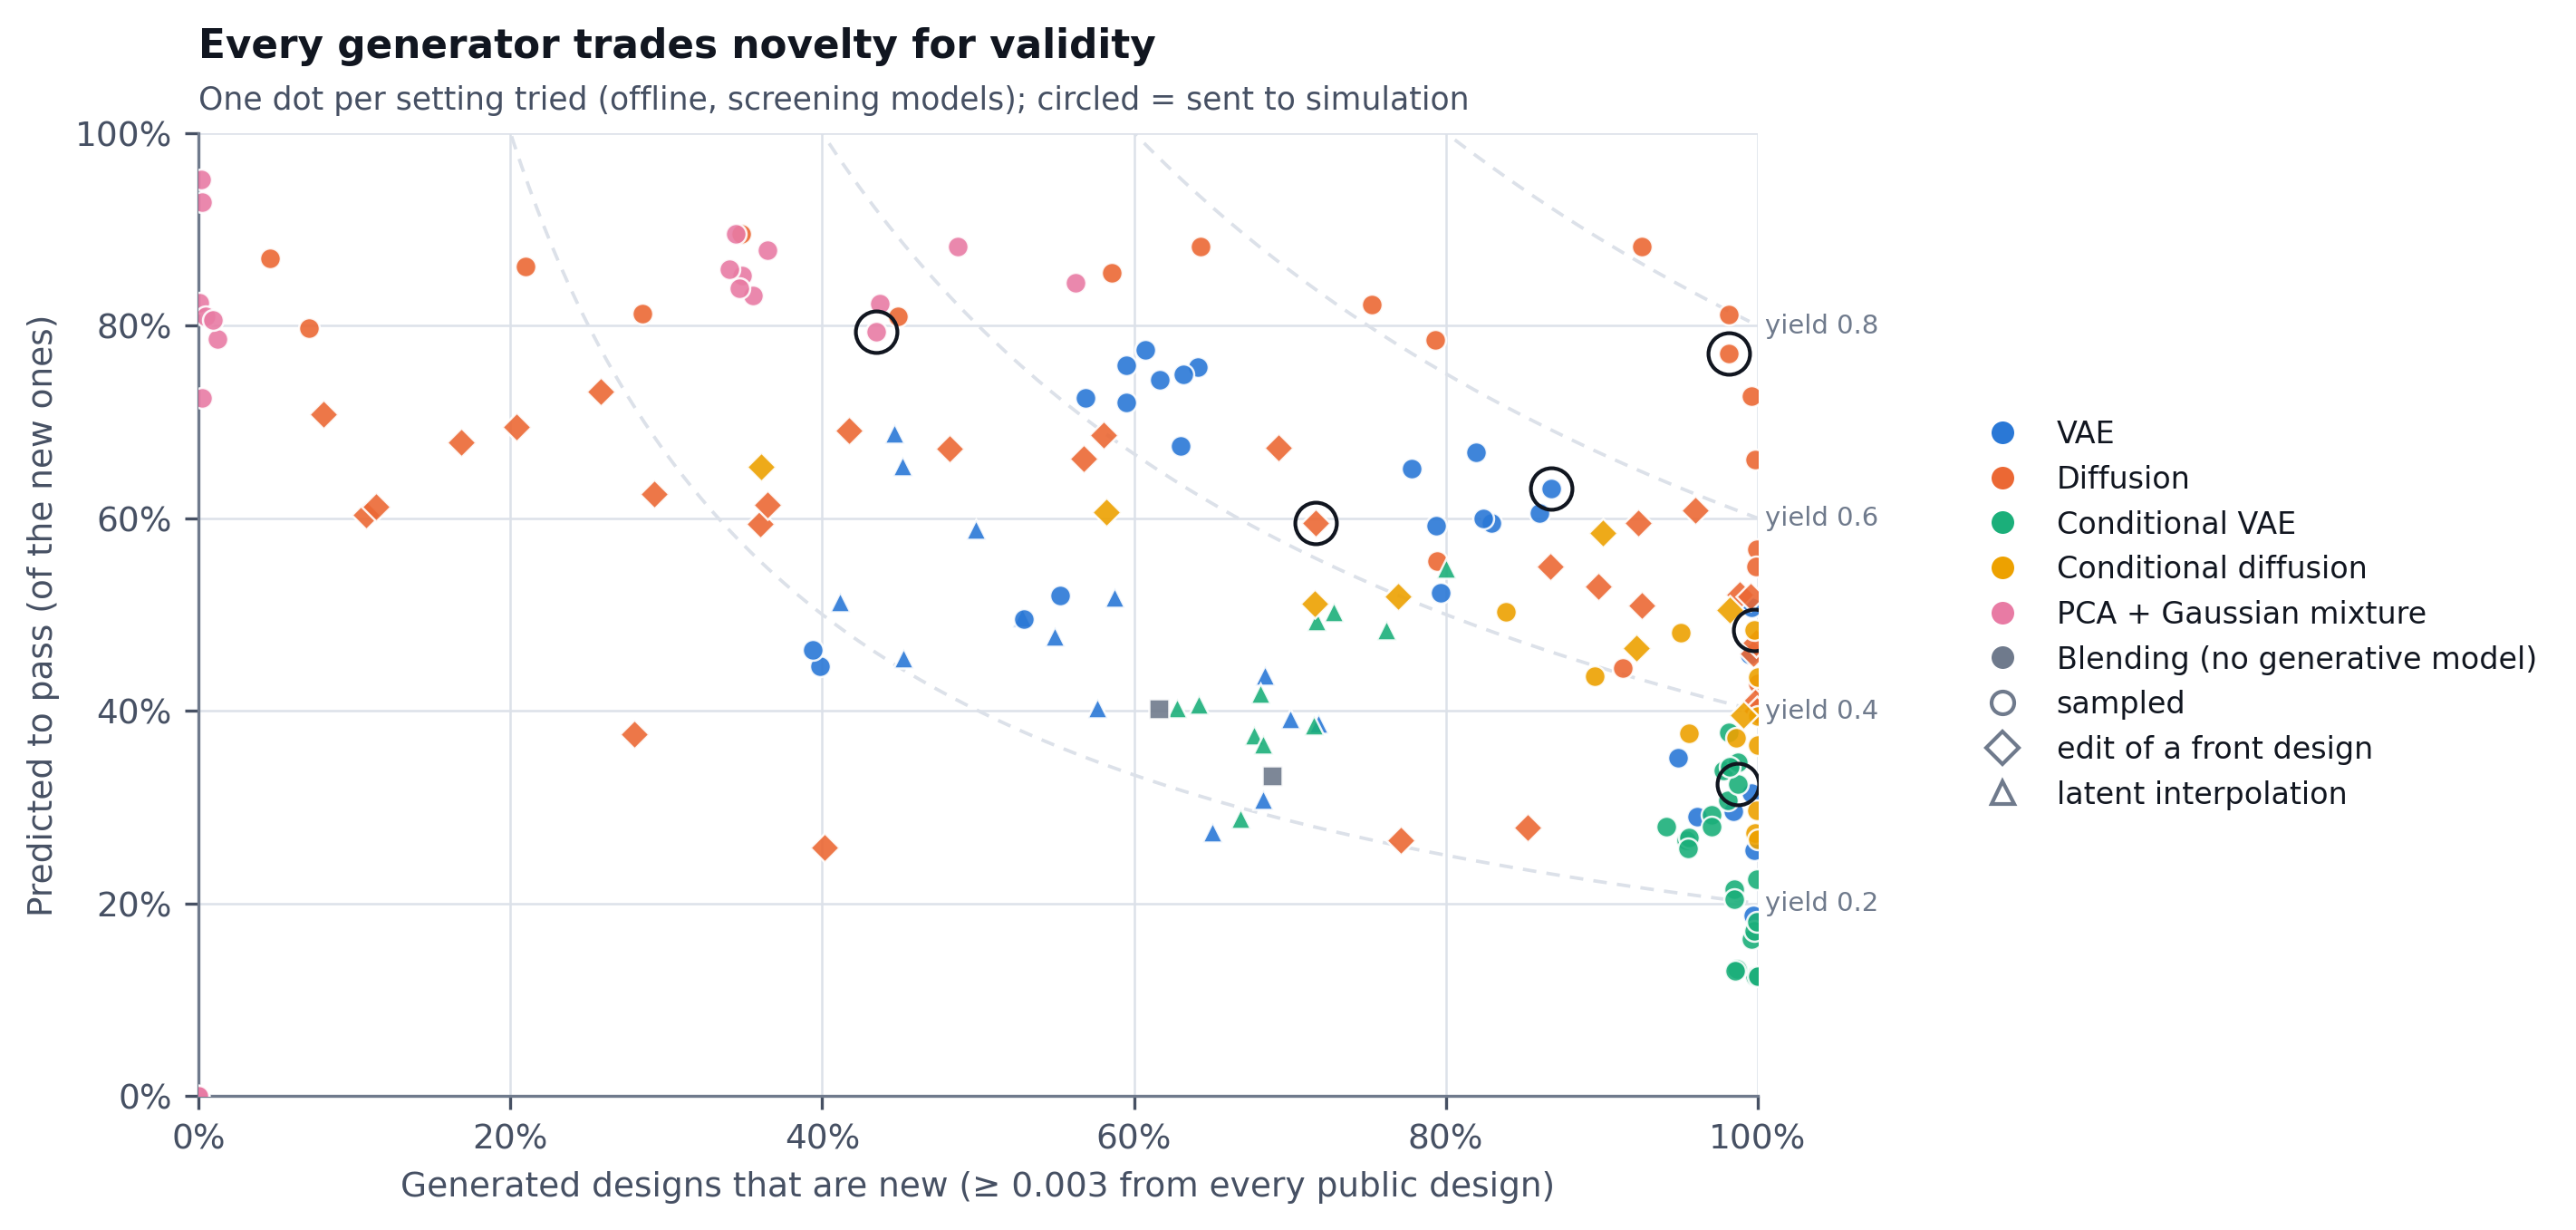 Every generator trades novelty for validity
One dot per setting tried (offline, screening models); circled = sent to simulation
Predicted to pass (of the new ones)
100%
80%
60%
40%
20%
0%
0%
20%
40%
60%
80%
100%
Generated designs that are new (≥ 0.003 from every public design)
yield 0.8
yield 0.6
yield 0.4
yield 0.2
VAE
Diffusion
Conditional VAE
Conditional diffusion
PCA + Gaussian mixture
Blending (no generative model)
sampled
edit of a front design
latent interpolation